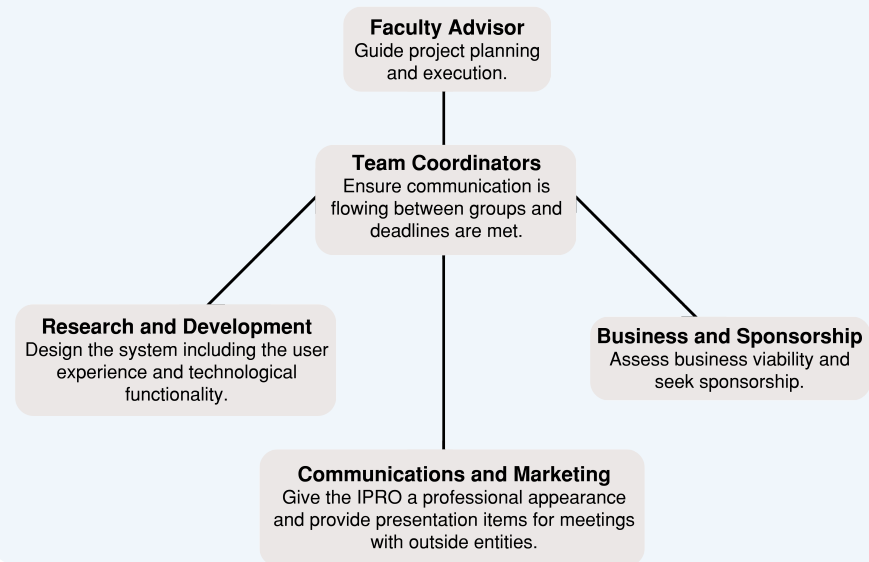 Faculty Advisor
Guide project planning
and execution.
Team Coordinators
Ensure communication is
flowing between groups and
deadlines are met.
Research and Development
Design the system including the user
experience and technological
functionality.
Business and Sponsorship
Assess business viability and
seek sponsorship.
Communications and Marketing
Give the IPRO a professional appearance
and provide presentation items for meetings
with outside entities.